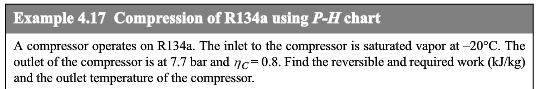 Example 4.17 Compression of R134a using P-H chart
A compressor operates on R134a. The inlet to the compressor is saturated vapor at –20°C. The
outlet of the compressor is at 7.7 bar and ηC= 0.8. Find the reversible and required work (kJ/kg)
and the outlet temperature of the compressor.